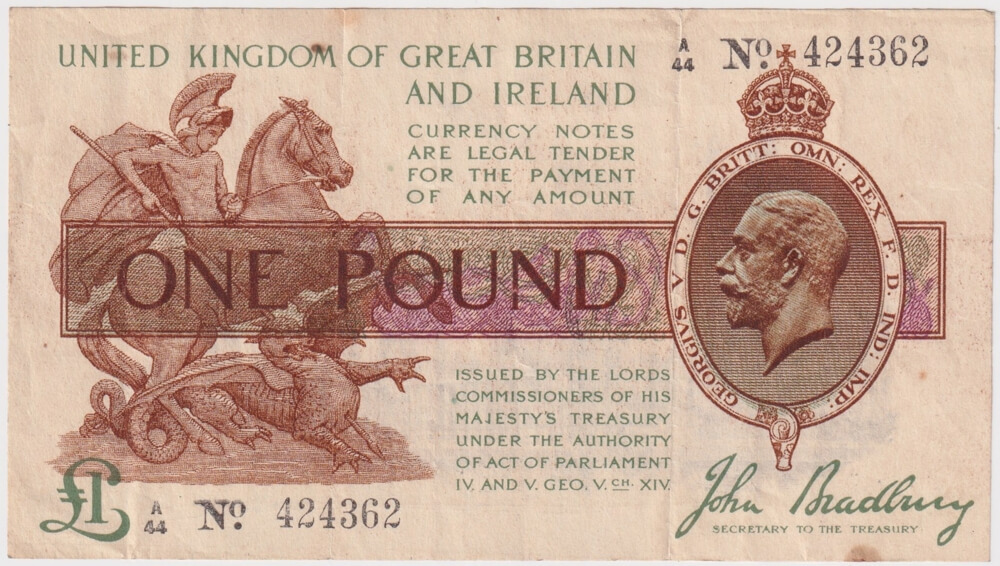 UNITED KINGDOM OF GREAT BRITAIN
AND IRELAND
A
44 Nº 424362
CURRENCY NOTES
ARE LEGAL TENDER
FOR THE PAYMENT
OF ANY AMOUNT
ONE POUND
GEORGIVS V D. G. BRITT: OMN: REX F. D. IND: IMP.
ISSUED BY THE LORDS
COMMISSIONERS OF HIS
MAJESTY'S TREASURY
UNDER THE AUTHORITY
OF ACT OF PARLIAMENT
IV. AND V. GEO. V. CH. XIV.
£1
A
44 Nº 424362
John Bradbury
SECRETARY TO THE TREASURY